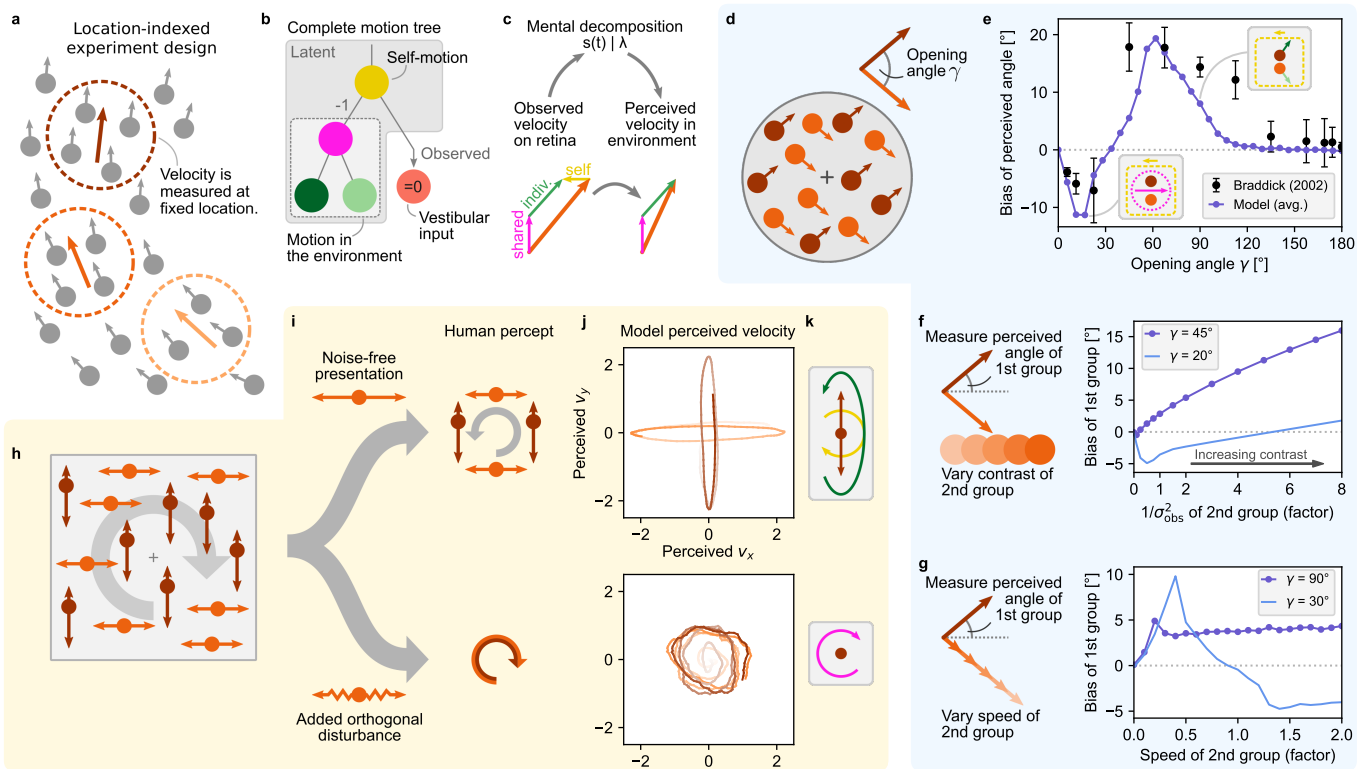 a
Location-indexed
experiment design
Velocity is
measured at
fixed location.
b
Complete motion tree
Latent
Self-motion
-1
Observed
=0
Vestibular
input
Motion in
the environment
c
Mental decomposition
s(t) | λ
Observed
velocity
on retina
Perceived
velocity in
environment
self
indiv.
shared
d
Opening
angle γ
+
e
Bias of perceived angle [°]
20
10
0
−10
0
30
60
90
120
150
180
Opening angle γ [°]
Braddick (2002)
Model (avg.)
f
Measure perceived
angle of
1st group
Vary contrast of
2nd group
Bias of 1st group [°]
15
10
5
0
−5
γ = 45°
γ = 20°
Increasing contrast
0
1
2
4
6
8
1/σ²obs of 2nd group (factor)
g
Measure perceived
angle of
1st group
Vary speed of
2nd group
Bias of 1st group [°]
10
5
0
−5
γ = 90°
γ = 30°
0.0
0.5
1.0
1.5
2.0
Speed of 2nd group (factor)
h
+
i
Human percept
Noise-free
presentation
Added orthogonal
disturbance
j
Model perceived velocity
Perceived vy
2
0
−2
−2
0
2
Perceived vx
2
0
−2
−2
0
2
k